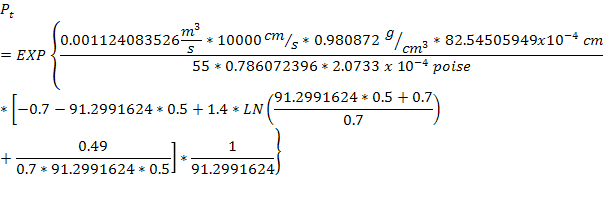 P_t
= EXP { (0.001124083526 m³/s * 10000 cm/s * 0.980872 g/cm³ * 82.54505949x10⁻⁴ cm) / (55 * 0.786072396 * 2.0733 x 10⁻⁴ poise)
* [−0.7 − 91.2991624 * 0.5 + 1.4 * LN ( (91.2991624 * 0.5 + 0.7) / 0.7 )
+ 0.49 / (0.7 * 91.2991624 * 0.5) ] * 1 / 91.2991624 }